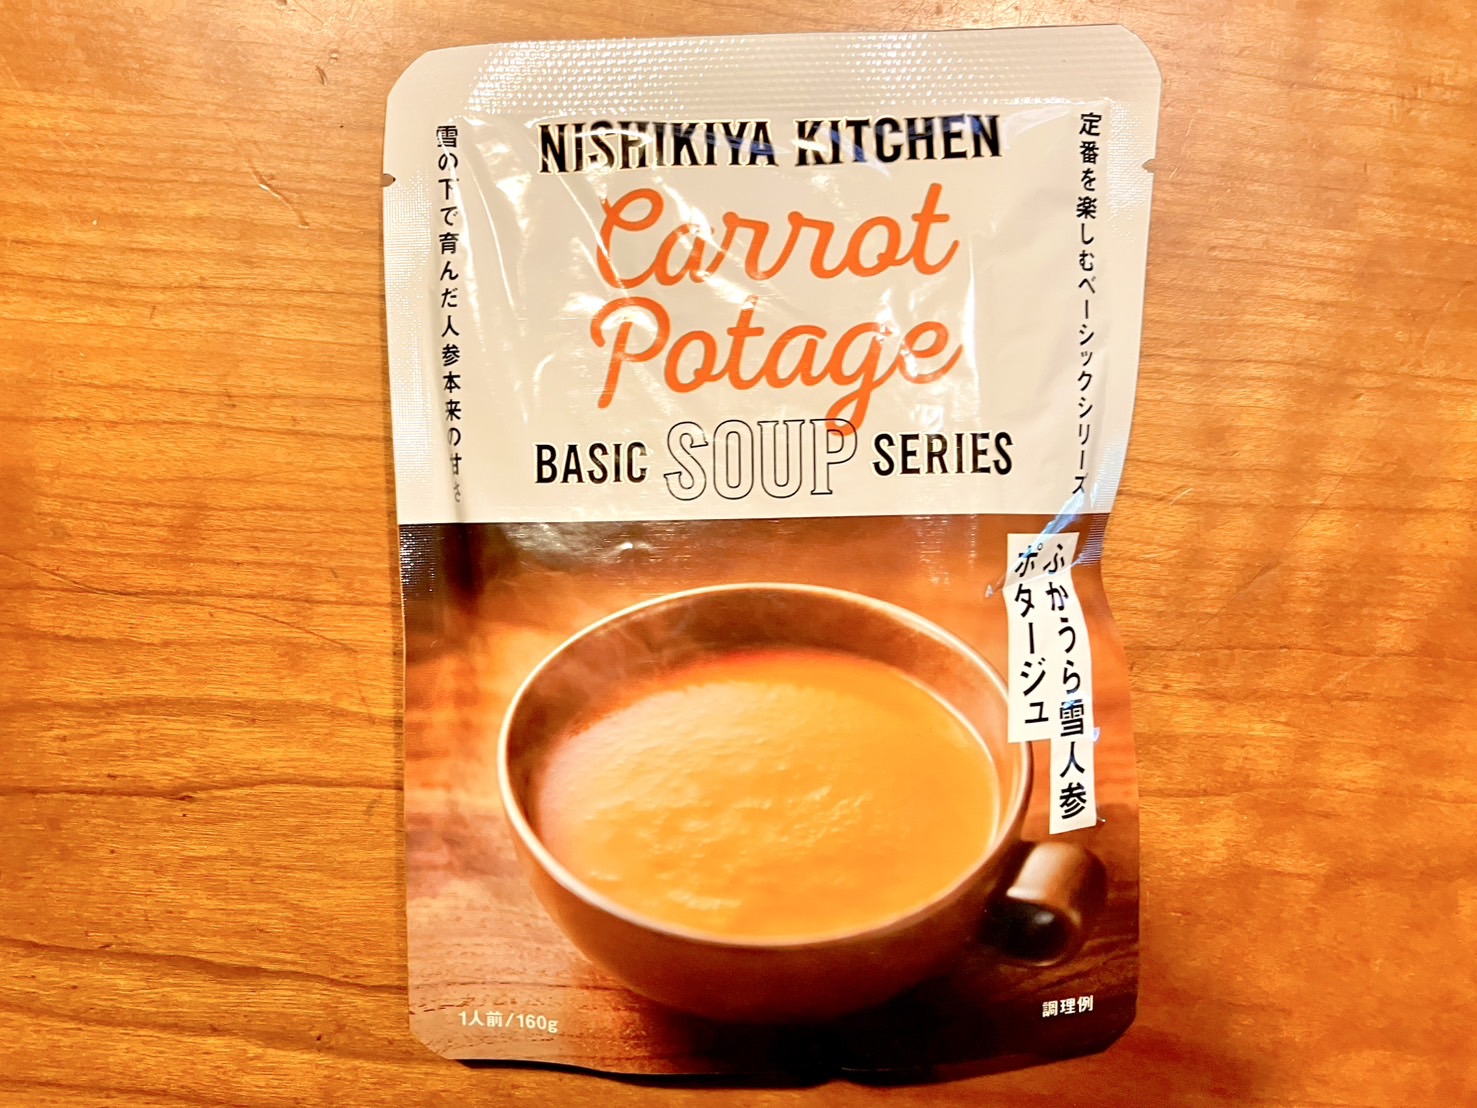 NISHIKIYA KITCHEN
Carrot
Potage
BASIC SOUP SERIES
定番を楽しむベーシックシリーズ
雪の下で育んだ人参本来の甘さ
ふかうら雪人参
ポタージュ
1人前/160g
調理例